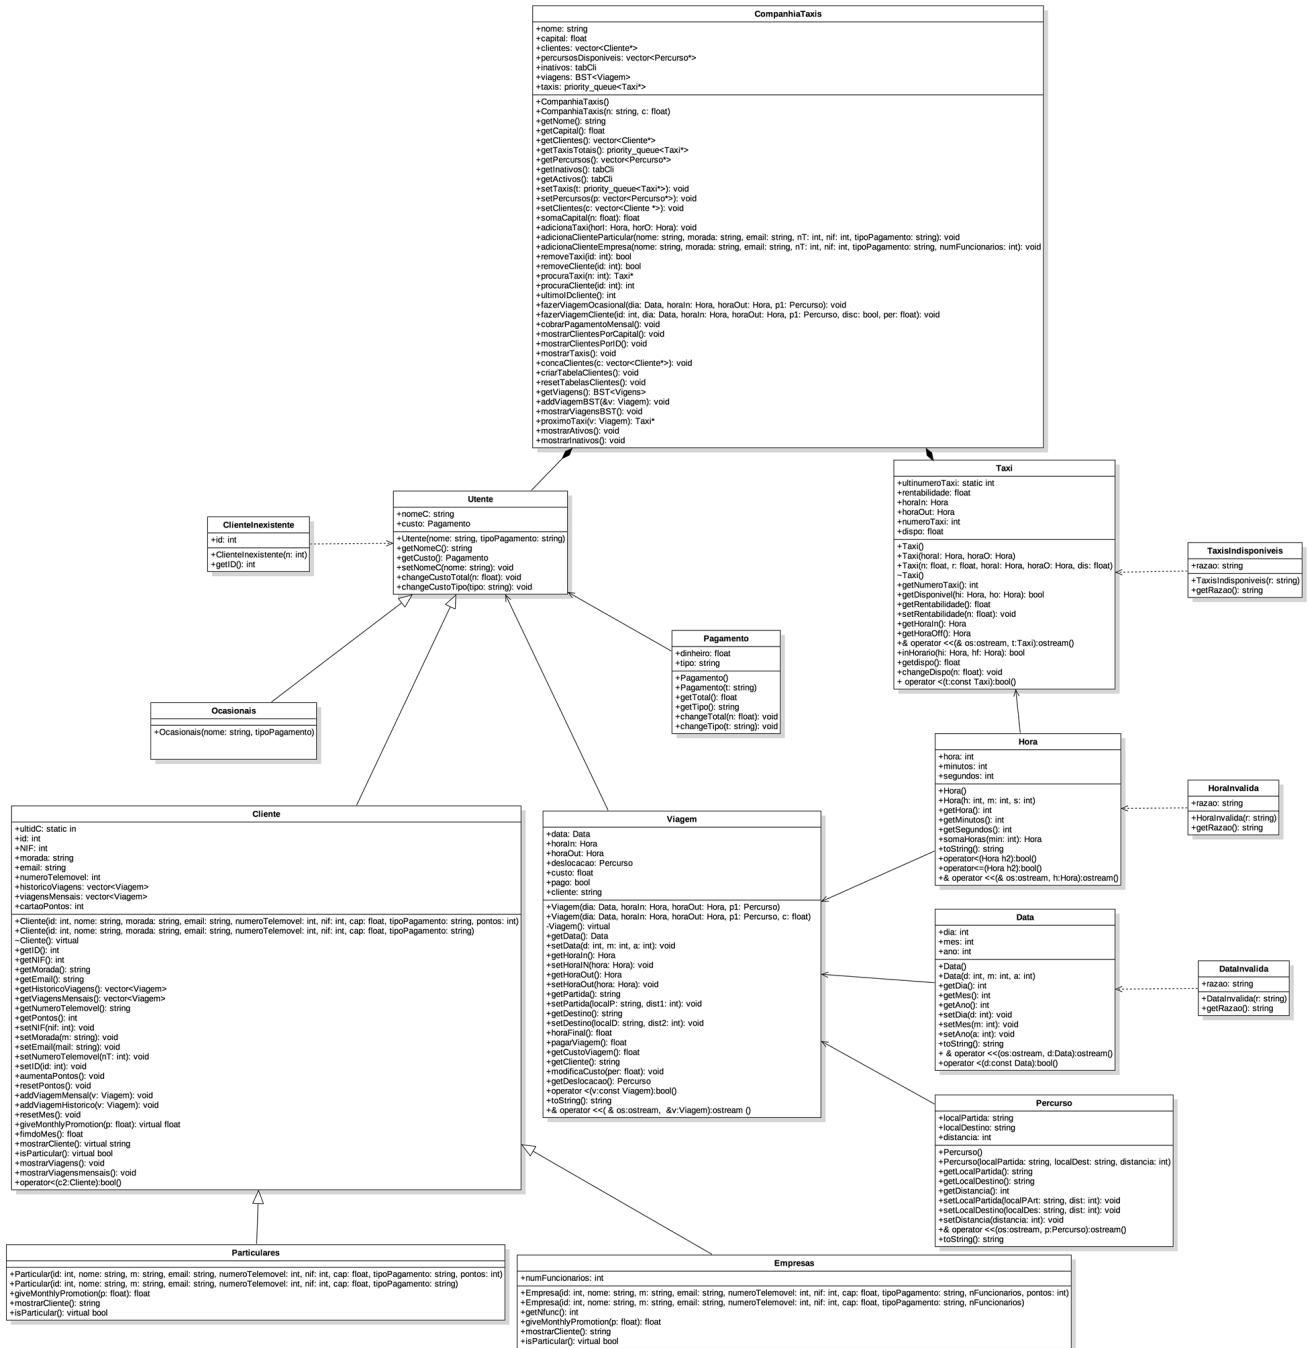 CompanhiaTaxis
+nome: string
+capital: float
+clientes: vector<Cliente*>
+percursosDisponiveis: vector<Percurso*>
+inativos: tabCli
+viagens: BST<Viagem>
+taxis: priority_queue<Taxi*>
+CompanhiaTaxis()
+CompanhiaTaxis(n: string, c: float)
+getNome(): string
+getCapital(): float
+getClientes(): vector<Cliente*>
+getTaxisTotais(): priority_queue<Taxi*>
+getPercursos(): vector<Percurso*>
+getInativos(): tabCli
+getActivos(): tabCli
+setTaxis(t: priority_queue<Taxi*>): void
+setPercursos(p: vector<Percurso*>): void
+setClientes(c: vector<Cliente *>): void
+somaCapital(n: float): float
+adicionaTaxi(horI: Hora, horO: Hora): void
+adicionaClienteParticular(nome: string, morada: string, email: string, nT: int, nif: int, tipoPagamento: string): void
+adicionaClienteEmpresa(nome: string, morada: string, email: string, nT: int, nif: int, tipoPagamento: string, numFuncionarios: int): void
+removeTaxi(id: int): bool
+removeCliente(id: int): bool
+procuraTaxi(n: int): Taxi*
+procuraCliente(id: int): int
+ultimoIDcliente(): int
+fazerViagemOcasional(dia: Data, horaIn: Hora, horaOut: Hora, p1: Percurso): void
+fazerViagemCliente(id: int, dia: Data, horaIn: Hora, horaOut: Hora, p1: Percurso, disc: bool, per: float): void
+cobrarPagamentoMensal(): void
+mostrarClientesPorCapital(): void
+mostrarClientesPorID(): void
+mostrarTaxis(): void
+concaClientes(c: vector<Cliente*>): void
+criarTabelaClientes(): void
+resetTabelasClientes(): void
+getViagens(): BST<Vigens>
+addViagemBST(&v: Viagem): void
+mostrarViagensBST(): void
+proximoTaxi(v: Viagem): Taxi*
+mostrarAtivos(): void
+mostrarInativos(): void
Utente
+nomeC: string
+custo: Pagamento
+Utente(nome: string, tipoPagamento: string)
+getNomeC(): string
+getCusto(): Pagamento
+setNomeC(nome: string): void
+changeCustoTotal(n: float): void
+changeCustoTipo(tipo: string): void
ClienteInexistente
+id: int
+ClienteInexistente(n: int)
+getID(): int
Taxi
+ultinumeroTaxi: static int
+rentabilidade: float
+horaIn: Hora
+horaOut: Hora
+numeroTaxi: int
+dispo: float
+Taxi()
+Taxi(horaI: Hora, horaO: Hora)
+Taxi(n: float, r: float, horaI: Hora, horaO: Hora, dis: float)
~Taxi()
+getNumeroTaxi(): int
+getDisponivel(hi: Hora, ho: Hora): bool
+getRentabilidade(): float
+setRentabilidade(n: float): void
+getHoraIn(): Hora
+getHoraOff(): Hora
+& operator <<(& os:ostream, t:Taxi):ostream()
+inHorario(hi: Hora, hf: Hora): bool
+getdispo(): float
+changeDispo(n: float): void
+ operator <(t:const Taxi):bool()
TaxisIndisponiveis
+razao: string
+TaxisIndisponiveis(r: string)
+getRazao(): string
Pagamento
+dinheiro: float
+tipo: string
+Pagamento()
+Pagamento(t: string)
+getTotal(): float
+getTipo(): string
+changeTotal(n: float): void
+changeTipo(t: string): void
Ocasionais
+Ocasionais(nome: string, tipoPagamento)
Hora
+hora: int
+minutos: int
+segundos: int
+Hora()
+Hora(h: int, m: int, s: int)
+getHora(): int
+getMinutos(): int
+getSegundos(): int
+somaHoras(min: int): Hora
+toString(): string
+operator<(Hora h2):bool()
+operator<=(Hora h2):bool()
+& operator <<(& os:ostream, h:Hora):ostream()
HoraInvalida
+razao: string
+HoraInvalida(r: string)
+getRazao(): string
Cliente
+ultidC: static in
+id: int
+NIF: int
+morada: string
+email: string
+numeroTelemovel: int
+historicoViagens: vector<Viagem>
+viagensMensais: vector<Viagem>
+cartaoPontos: int
+Cliente(id: int, nome: string, morada: string, email: string, numeroTelemovel: int, nif: int, cap: float, tipoPagamento: string, pontos: int)
+Cliente(id: int, nome: string, morada: string, email: string, numeroTelemovel: int, nif: int, cap: float, tipoPagamento: string)
~Cliente(): virtual
+getID(): int
+getNIF(): int
+getMorada(): string
+getEmail(): string
+getHistoricoViagens(): vector<Viagem>
+getViagensMensais(): vector<Viagem>
+getNumeroTelemovel(): string
+getPontos(): int
+setNIF(nif: int): void
+setMorada(m: string): void
+setEmail(mail: string): void
+setNumeroTelemovel(nT: int): void
+setID(id: int): void
+aumentaPontos(): void
+resetPontos(): void
+addViagemMensal(v: Viagem): void
+addViagemHistorico(v: Viagem): void
+resetMes(): void
+giveMonthlyPromotion(p: float): virtual float
+fimdoMes(): float
+mostrarCliente(): virtual string
+isParticular(): virtual bool
+mostrarViagens(): void
+mostrarViagensmensais(): void
+operator<(c2:Cliente):bool()
Viagem
+data: Data
+horaIn: Hora
+horaOut: Hora
+deslocacao: Percurso
+custo: float
+pago: bool
+cliente: string
+Viagem(dia: Data, horaIn: Hora, horaOut: Hora, p1: Percurso)
+Viagem(dia: Data, horaIn: Hora, horaOut: Hora, p1: Percurso, c: float)
-Viagem(): virtual
+getData(): Data
+setData(d: int, m: int, a: int): void
+getHoraIn(): Hora
+setHoraIN(hora: Hora): void
+getHoraOut(): Hora
+setHoraOut(hora: Hora): void
+getPartida(): string
+setPartida(localP: string, dist1: int): void
+getDestino(): string
+setDestino(localD: string, dist2: int): void
+horaFinal(): float
+pagarViagem(): float
+getCustoViagem(): float
+getCliente(): string
+modificaCusto(per: float): void
+getDeslocacao(): Percurso
+operator <(v:const Viagem):bool()
+toString(): string
+& operator <<( & os:ostream,  &v:Viagem):ostream ()
Data
+dia: int
+mes: int
+ano: int
+Data()
+Data(d: int, m: int, a: int)
+getDia(): int
+getMes(): int
+getAno(): int
+setDia(d: int): void
+setMes(m: int): void
+setAno(a: int): void
+toString(): string
+ & operator <<(os:ostream, d:Data):ostream()
+operator <(d:const Data):bool()
DataInvalida
+razao: string
+DataInvalida(r: string)
+getRazao(): string
Percurso
+localPartida: string
+localDestino: string
+distancia: int
+Percurso()
+Percurso(localPartida: string, localDest: string, distancia: int)
+getLocalPartida(): string
+getLocalDestino(): string
+getDistancia(): int
+setLocalPartida(localPArt: string, dist: int): void
+setLocalDestino(localDes: string, dist: int): void
+setDistancia(distancia: int): void
+& operator <<(os:ostream, p:Percurso):ostream()
+toString(): string
Particulares
+Particular(id: int, nome: string, m: string, email: string, numeroTelemovel: int, nif: int, cap: float, tipoPagamento: string, pontos: int)
+Particular(id: int, nome: string, m: string, email: string, numeroTelemovel: int, nif: int, cap: float, tipoPagamento: string)
+giveMonthlyPromotion(p: float): float
+mostrarCliente(): string
+isParticular(): virtual bool
Empresas
+numFuncionarios: int
+Empresa(id: int, nome: string, m: string, email: string, numeroTelemovel: int, nif: int, cap: float, tipoPagamento: string, nFuncionarios, pontos: int)
+Empresa(id: int, nome: string, m: string, email: string, numeroTelemovel: int, nif: int, cap: float, tipoPagamento: string, nFuncionarios)
+getNfunc(): int
+giveMonthlyPromotion(p: float): float
+mostrarCliente(): string
+isParticular(): virtual bool